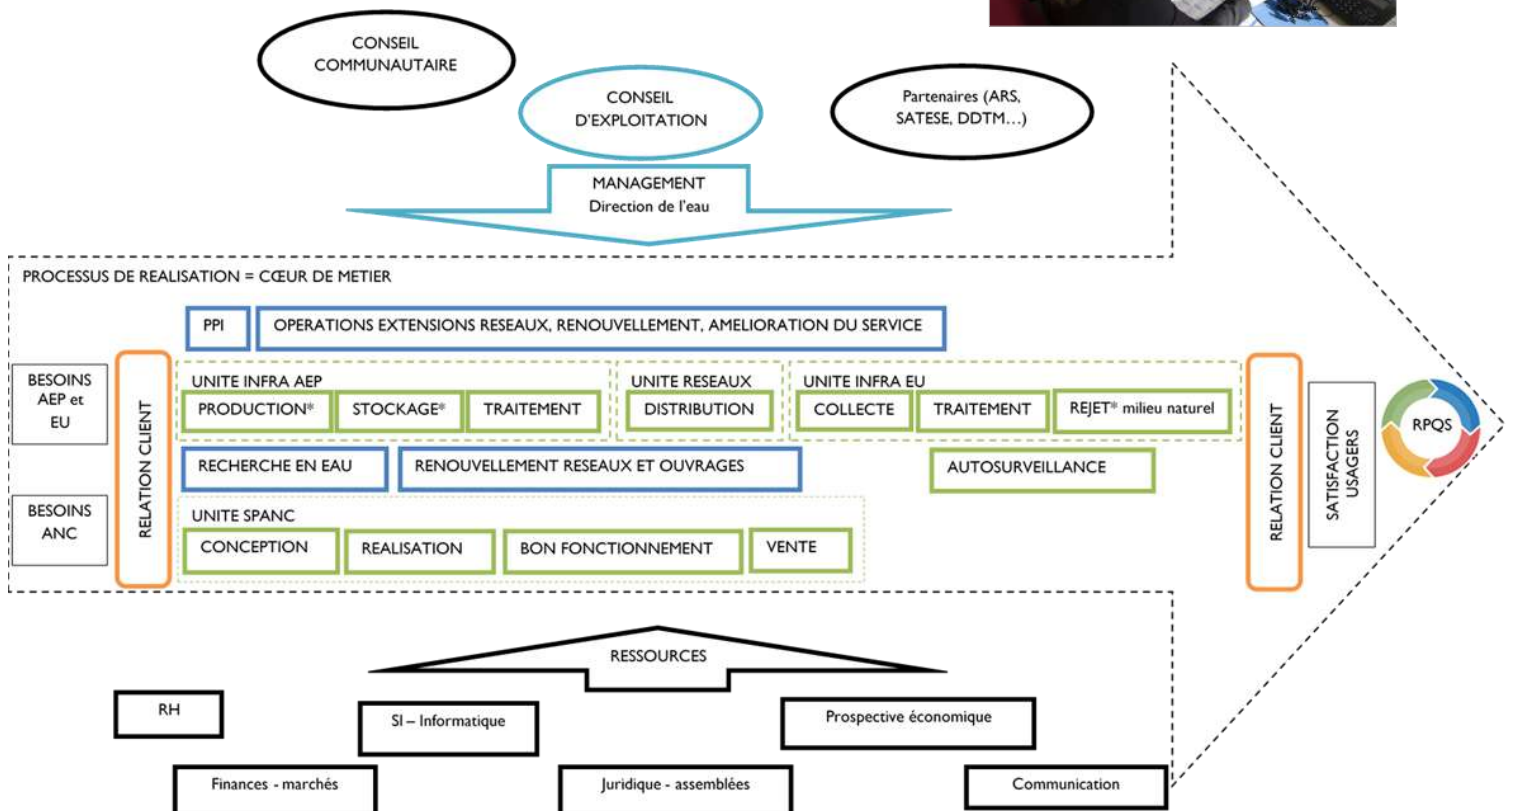 CONSEIL
COMMUNAUTAIRE
CONSEIL
D'EXPLOITATION
Partenaires (ARS,
SATESE, DDTM…)
MANAGEMENT
Direction de l'eau
PROCESSUS DE REALISATION = CŒUR DE METIER
PPI
OPERATIONS EXTENSIONS RESEAUX, RENOUVELLEMENT, AMELIORATION DU SERVICE
BESOINS
AEP et
EU
RELATION CLIENT
UNITE INFRA AEP
PRODUCTION*
STOCKAGE*
TRAITEMENT
UNITE RESEAUX
DISTRIBUTION
UNITE INFRA EU
COLLECTE
TRAITEMENT
REJET* milieu naturel
RECHERCHE EN EAU
RENOUVELLEMENT RESEAUX ET OUVRAGES
AUTOSURVEILLANCE
BESOINS
ANC
UNITE SPANC
CONCEPTION
REALISATION
BON FONCTIONNEMENT
VENTE
RELATION CLIENT
SATISFACTION
USAGERS
RPQS
RESSOURCES
RH
SI – Informatique
Prospective économique
Finances - marchés
Juridique - assemblées
Communication